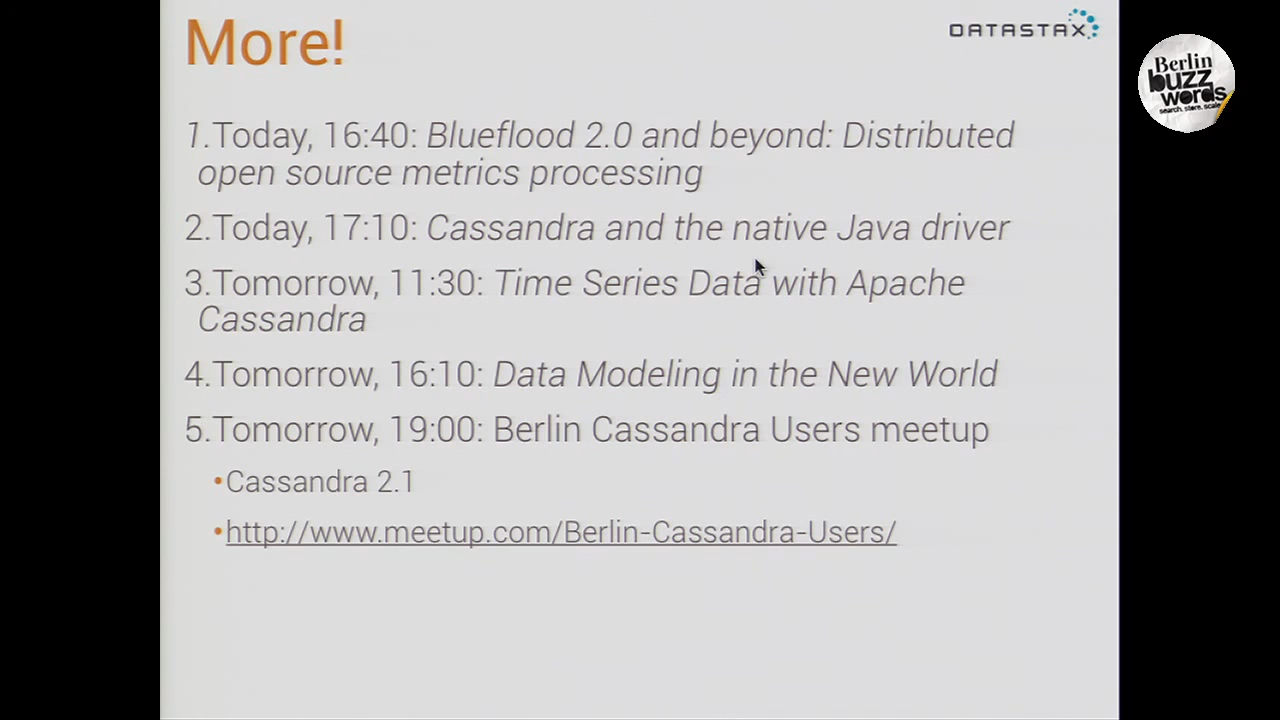 More!
DATASTAX
Berlin
buzz
words
search. store. scale.
1.Today, 16:40: Blueflood 2.0 and beyond: Distributed
open source metrics processing
2.Today, 17:10: Cassandra and the native Java driver
3.Tomorrow, 11:30: Time Series Data with Apache
Cassandra
4.Tomorrow, 16:10: Data Modeling in the New World
5.Tomorrow, 19:00: Berlin Cassandra Users meetup
•Cassandra 2.1
•http://www.meetup.com/Berlin-Cassandra-Users/